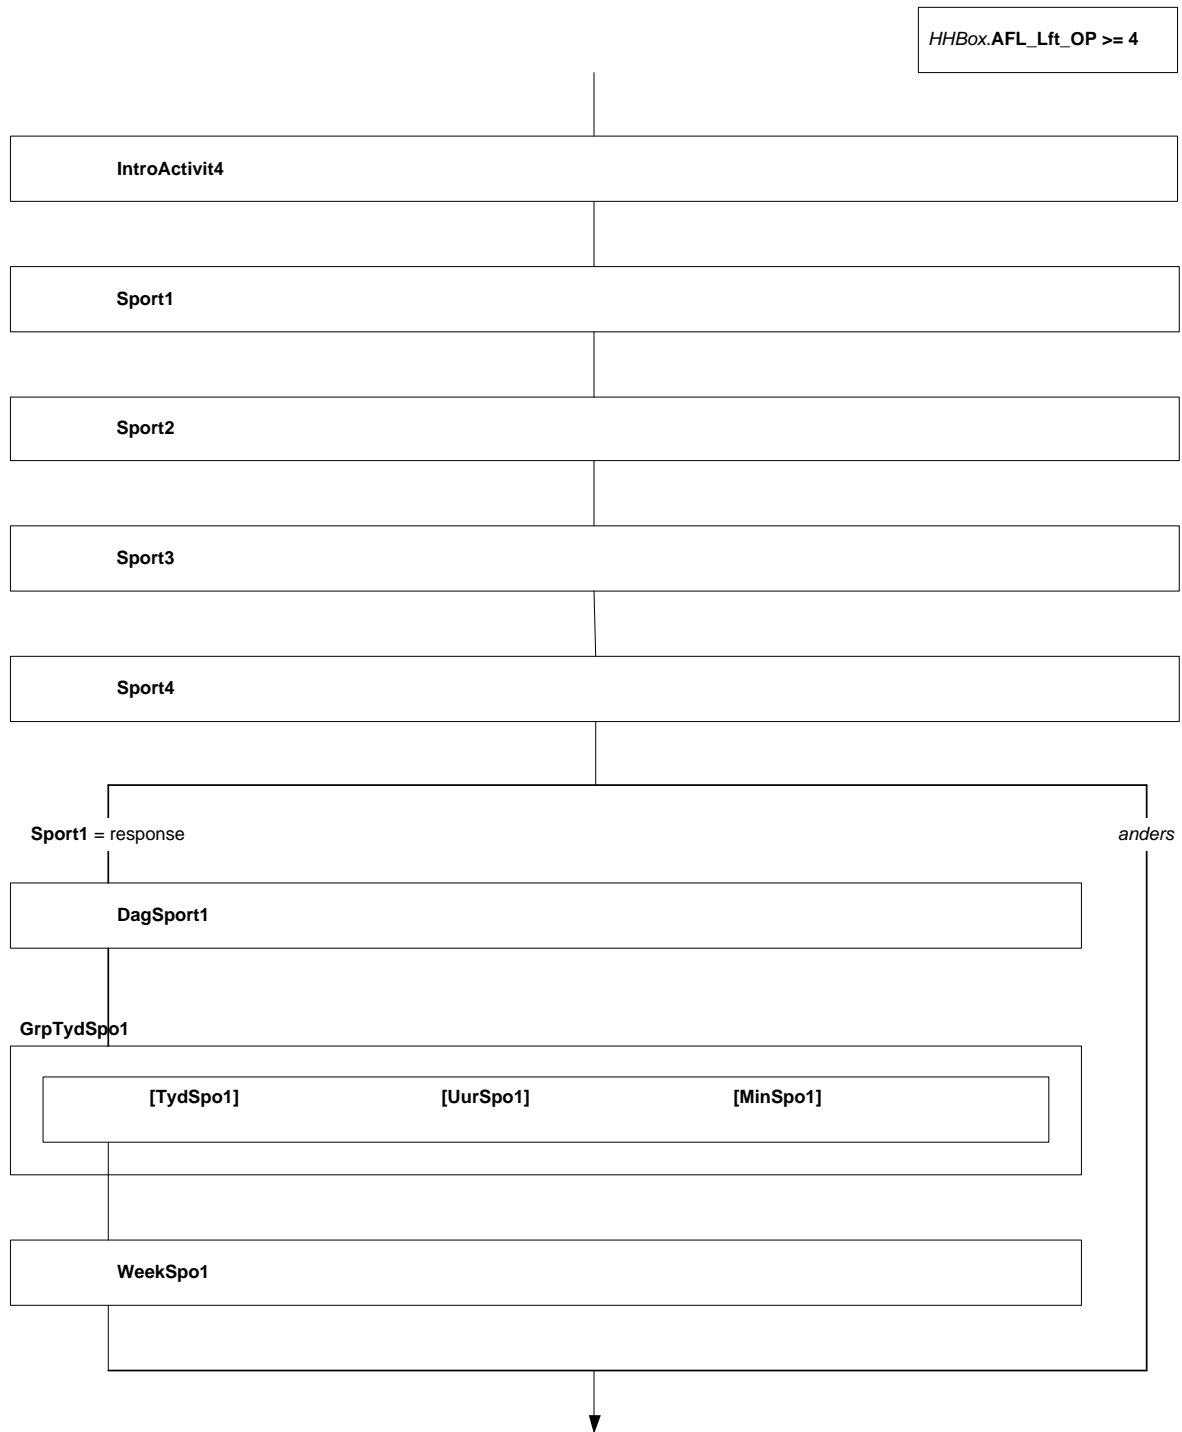 HHBox.AFL_Lft_OP >= 4
IntroActivit4
Sport1
Sport2
Sport3
Sport4
Sport1 = response
anders
DagSport1
GrpTydSpo1
[TydSpo1] [UurSpo1] [MinSpo1]
WeekSpo1